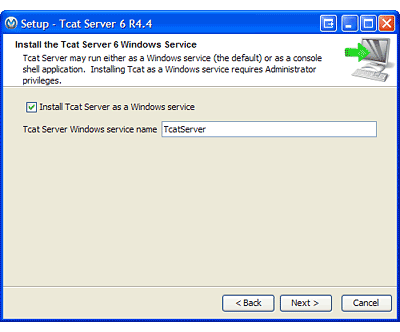 Setup - Tcat Server 6 R4.4
Install the Tcat Server 6 Windows Service
Tcat Server may run either as a Windows service (the default) or as a console
shell application. Installing Tcat as a Windows service requires Administrator
privileges.
Install Tcat Server as a Windows service
Tcat Server Windows service name
TcatServer
< Back
Next >
Cancel